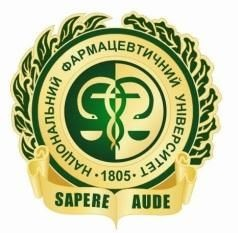 НАЦІОНАЛЬНИЙ ФАРМАЦЕВТИЧНИЙ УНІВЕРСИТЕТ
• 1805 •
SAPERE AUDE